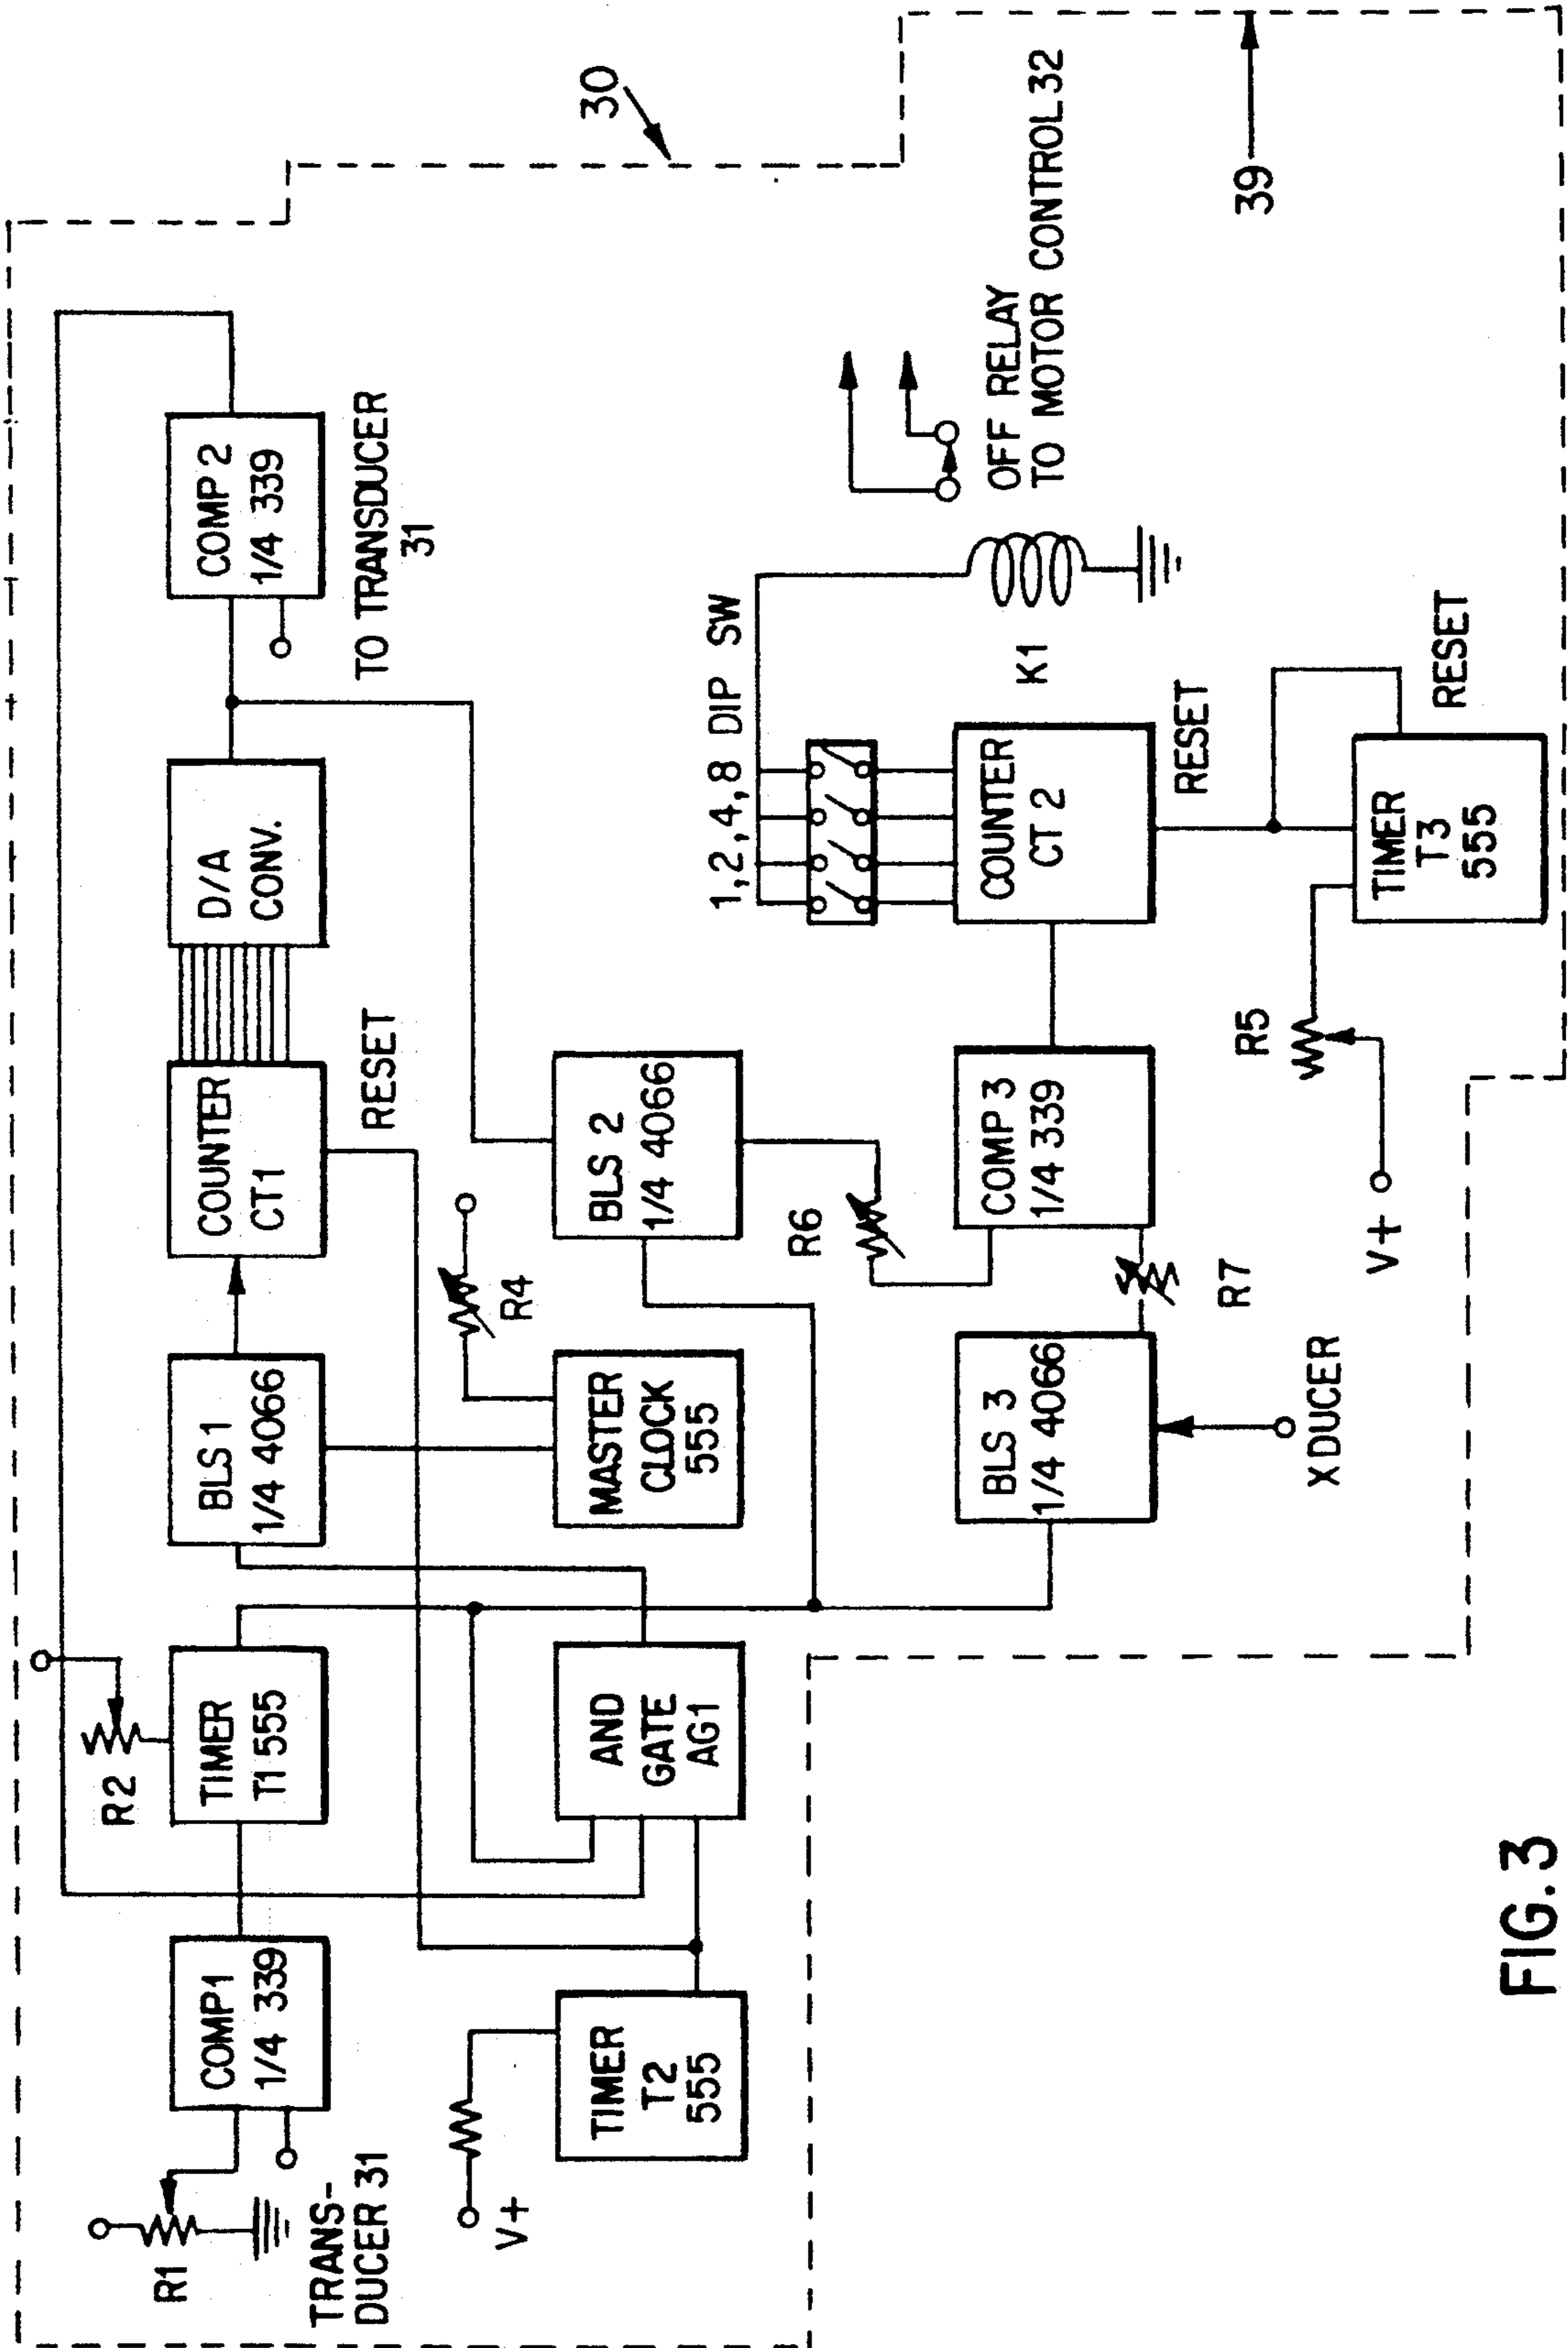 R1
TRANS-
DUCER 31
COMP1
1/4 339
R2
TIMER
T1 555
BLS 1
1/4 4066
COUNTER
CT1
RESET
D/A
CONV.
COMP 2
1/4 339
TO TRANSDUCER
31
30
V+
TIMER
T2
555
AND
GATE
AG1
MASTER
CLOCK
555
R4
BLS 2
1/4 4066
R6
1,2,4,8 DIP SW
K1
OFF RELAY
TO MOTOR CONTROL 32
BLS 3
1/4 4066
XDUCER
R7
COMP 3
1/4 339
COUNTER
CT 2
RESET
39
V+
R5
TIMER
T3
555
RESET
FIG. 3